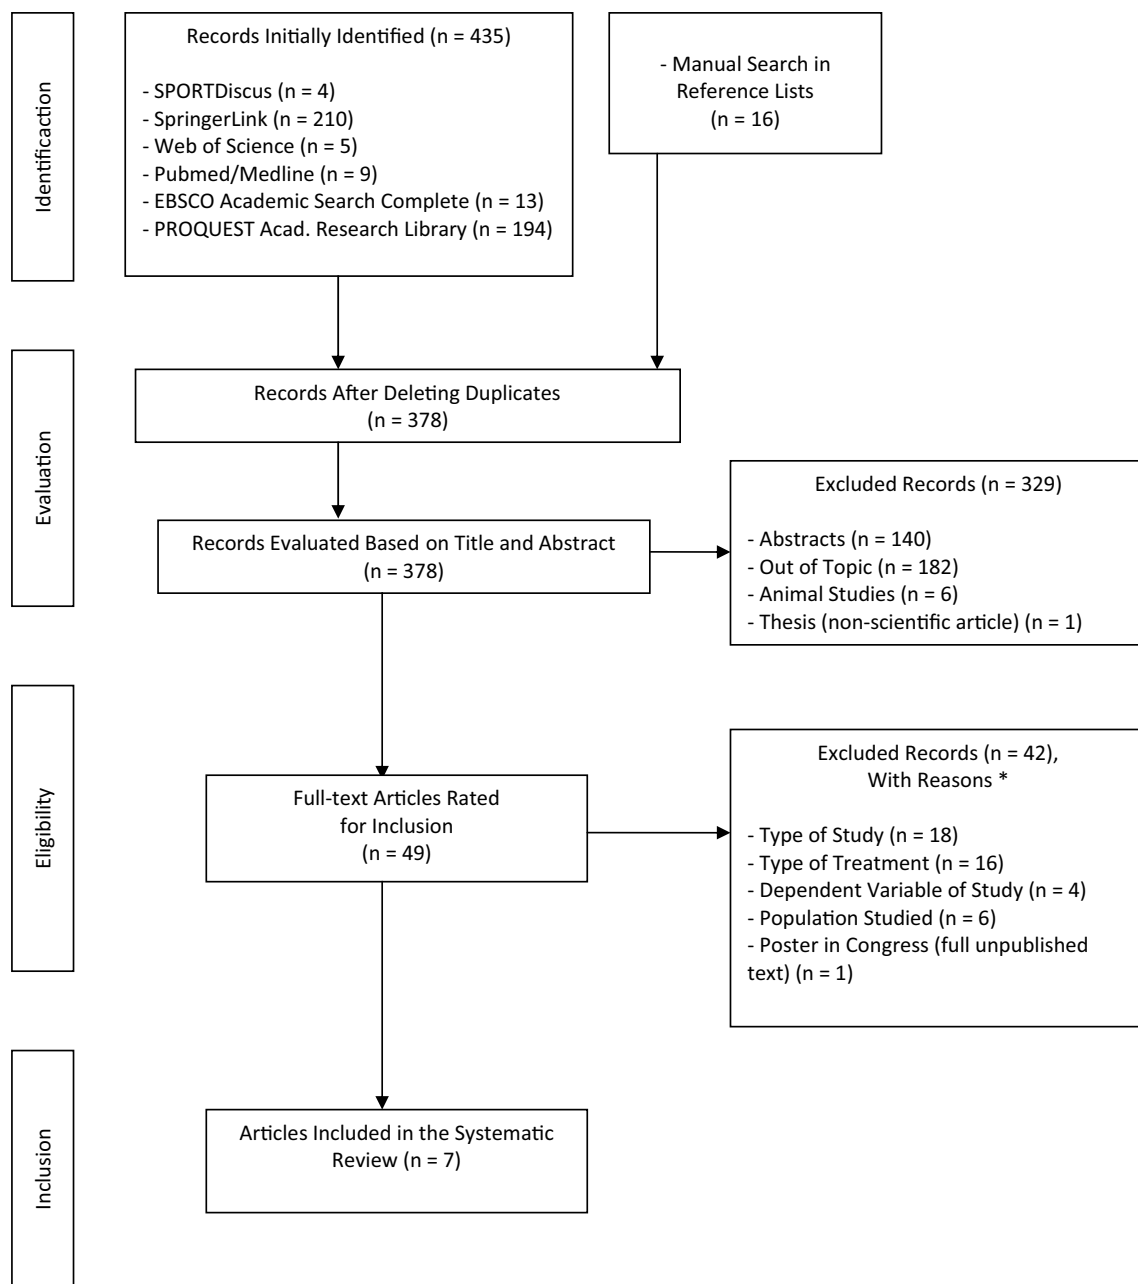 Identificaction
Records Initially Identified (n = 435)
- SPORTDiscus (n = 4)
- SpringerLink (n = 210)
- Web of Science (n = 5)
- Pubmed/Medline (n = 9)
- EBSCO Academic Search Complete (n = 13)
- PROQUEST Acad. Research Library (n = 194)
- Manual Search in
Reference Lists
(n = 16)
Evaluation
Records After Deleting Duplicates
(n = 378)
Records Evaluated Based on Title and Abstract
(n = 378)
Excluded Records (n = 329)
- Abstracts (n = 140)
- Out of Topic (n = 182)
- Animal Studies (n = 6)
- Thesis (non-scientific article) (n = 1)
Eligibility
Full-text Articles Rated
for Inclusion
(n = 49)
Excluded Records (n = 42),
With Reasons *
- Type of Study (n = 18)
- Type of Treatment (n = 16)
- Dependent Variable of Study (n = 4)
- Population Studied (n = 6)
- Poster in Congress (full unpublished
text) (n = 1)
Inclusion
Articles Included in the Systematic
Review (n = 7)